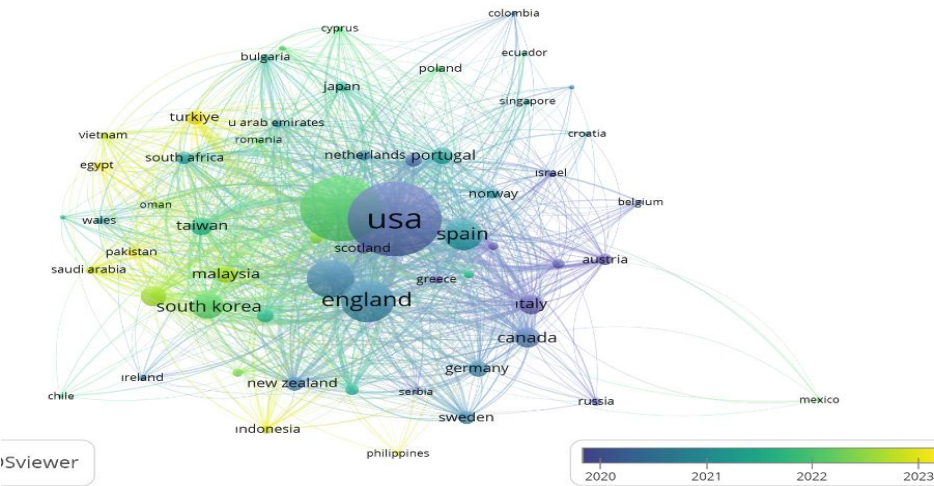 colombia
cyprus
ecuador
bulgaria
poland
japan
singapore
turkiye
u arab emirates
vietnam
croatia
romania
netherlands
portugal
south africa
egypt
israel
norway
oman
belgium
wales
taiwan
usa
spain
scotland
pakistan
austria
saudi arabia
malaysia
greece
england
italy
south korea
canada
germany
ireland
new zealand
serbia
chile
russia
mexico
sweden
indonesia
philippines
OSviewer
2020
2021
2022
2023